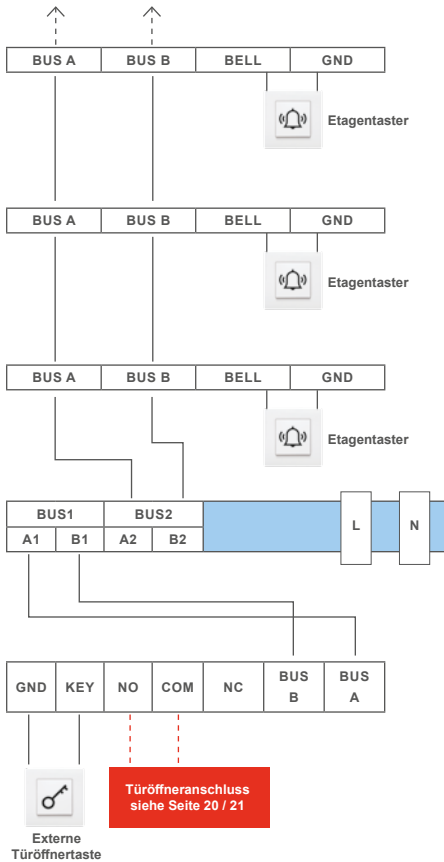 BUS A BUS B BELL GND
Etagentaster
BUS A BUS B BELL GND
Etagentaster
BUS A BUS B BELL GND
Etagentaster
BUS1 BUS2
L N
A1 B1 A2 B2
GND KEY NO COM NC BUS B BUS A
Türöffneranschluss
siehe Seite 20 / 21
Externe
Türöffnertaste